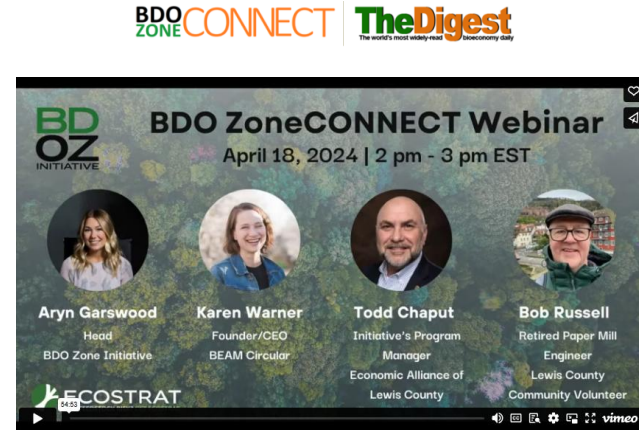 BDO ZONE CONNECT
TheDigest
The world's most widely-read bioeconomy daily
BDO ZoneCONNECT Webinar
April 18, 2024 | 2 pm - 3 pm EST
BD
OZ
INITIATIVE
Aryn Garswood
Head
BDO Zone Initiative
Karen Warner
Founder/CEO
BEAM Circular
Todd Chaput
Initiative's Program
Manager
Economic Alliance of
Lewis County
Bob Russell
Retired Paper Mill
Engineer
Lewis County
Community Volunteer
ECOSTRAT
54:53
vimeo